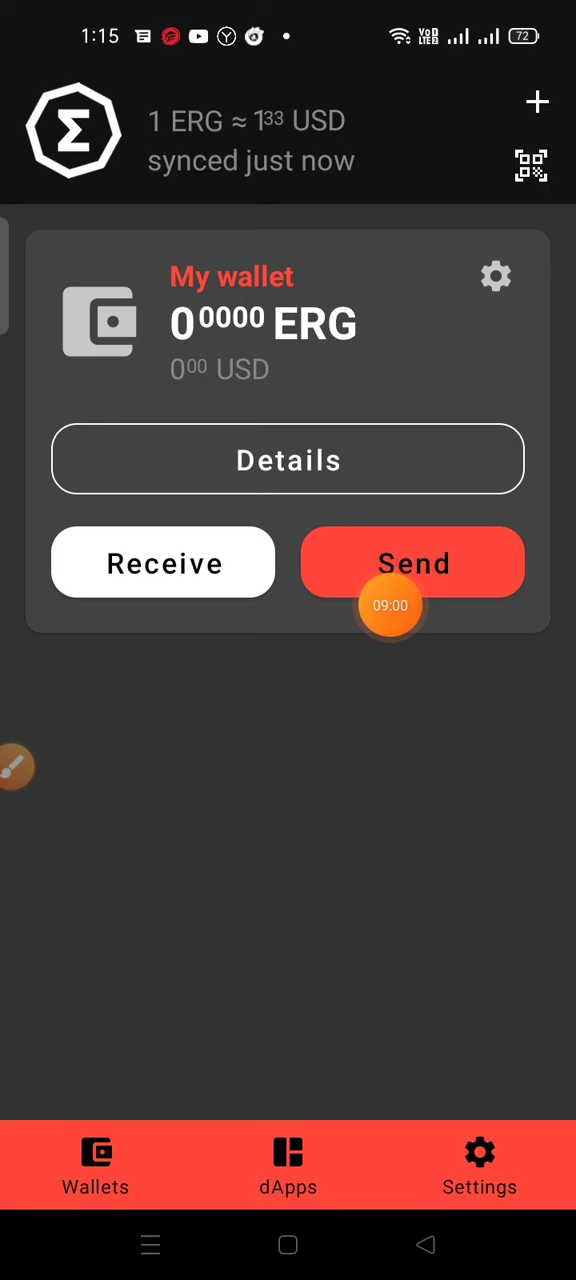 1:15
VoD LTE2
72
Σ
1 ERG ≈ 1³³ USD
synced just now
My wallet
0⁰⁰⁰⁰ ERG
0⁰⁰ USD
Details
Receive
Send
09:00
Wallets
dApps
Settings